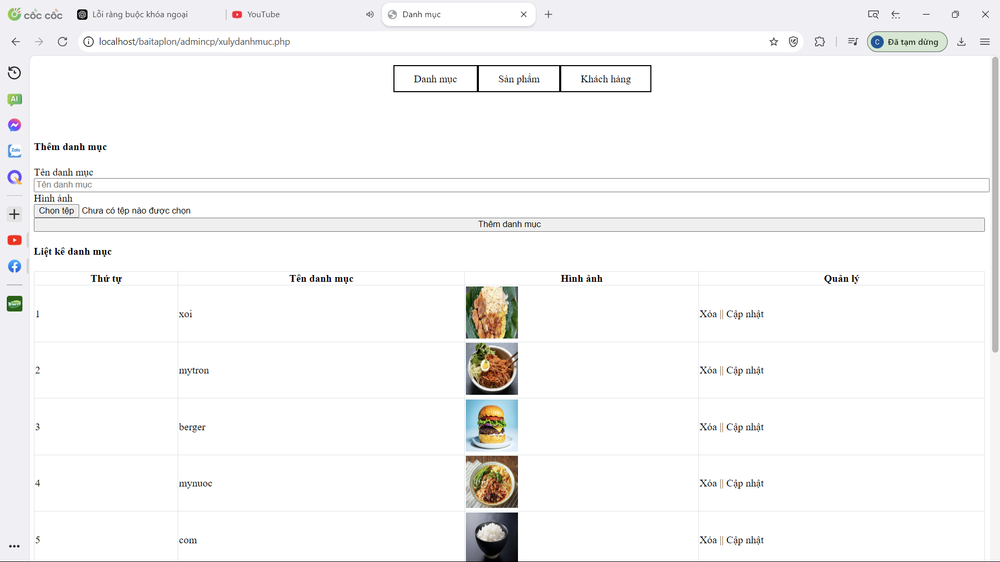 cốc cốc
Lỗi ràng buộc khóa ngoại
YouTube
Danh mục
localhost/baitaplon/admincp/xulydanhmuc.php
C
Đã tạm dừng
AI
Zalo
Danh mục
Sản phẩm
Khách hàng
Thêm danh mục
Tên danh mục
Tên danh mục
Hình ảnh
Chọn tệp Chưa có tệp nào được chọn
Thêm danh mục
Liệt kê danh mục
Thứ tự Tên danh mục Hình ảnh Quản lý
1 xoi Xóa || Cập nhật
2 mytron Xóa || Cập nhật
3 berger Xóa || Cập nhật
4 mynuoc Xóa || Cập nhật
5 com Xóa || Cập nhật